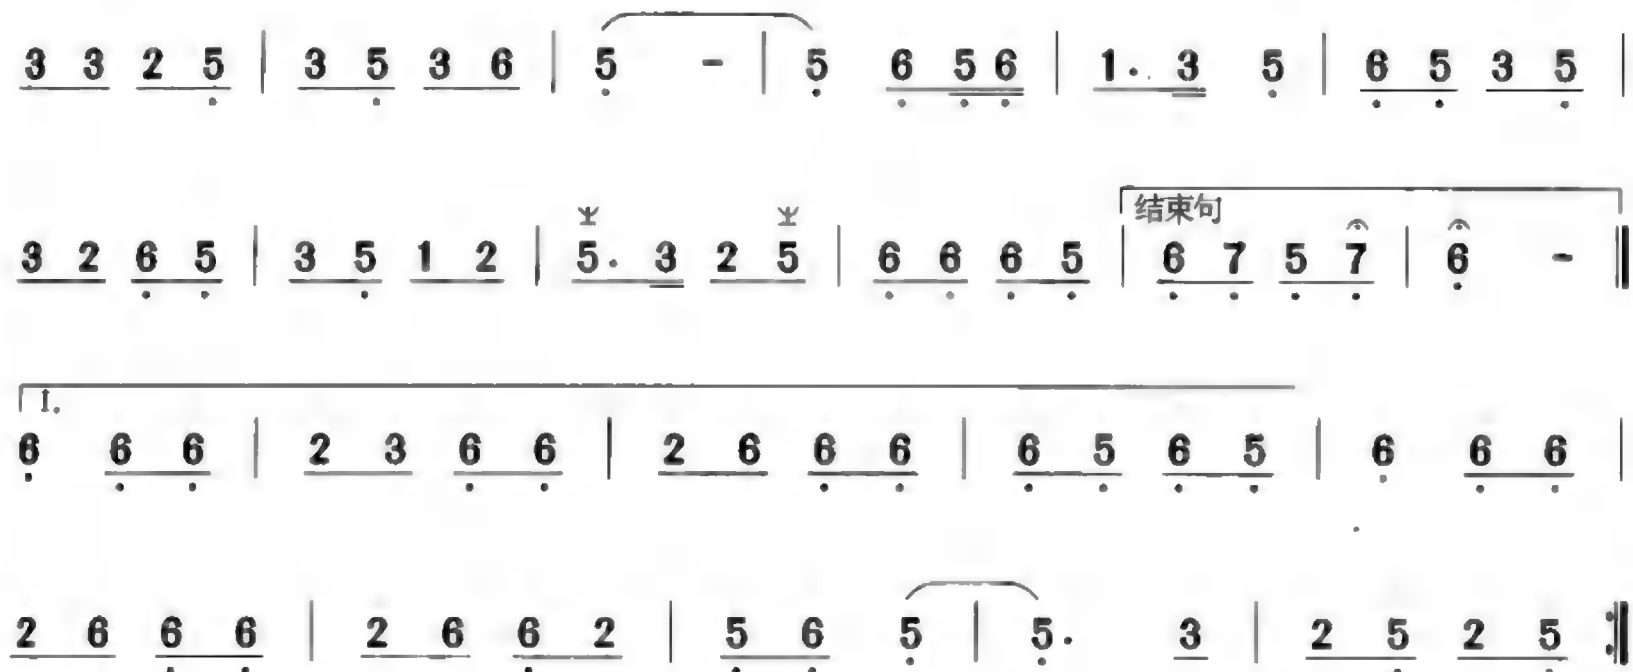 3 3 2 5 | 3 5 3 6 | 5 - | 5 6 5 6 | 1. 3 5 | 6 5 3 5 |
3 2 6 5 | 3 5 1 2 | 5. 3 2 5 | 6 6 6 5 | 结束句 6 7 5 7 | 6 - ‖
1. 6 6 6 | 2 3 6 6 | 2 6 6 6 | 6 5 6 5 | 6 6 6 |
2 6 6 6 | 2 6 6 2 | 5 6 5 | 5. 3 | 2 5 2 5 :‖